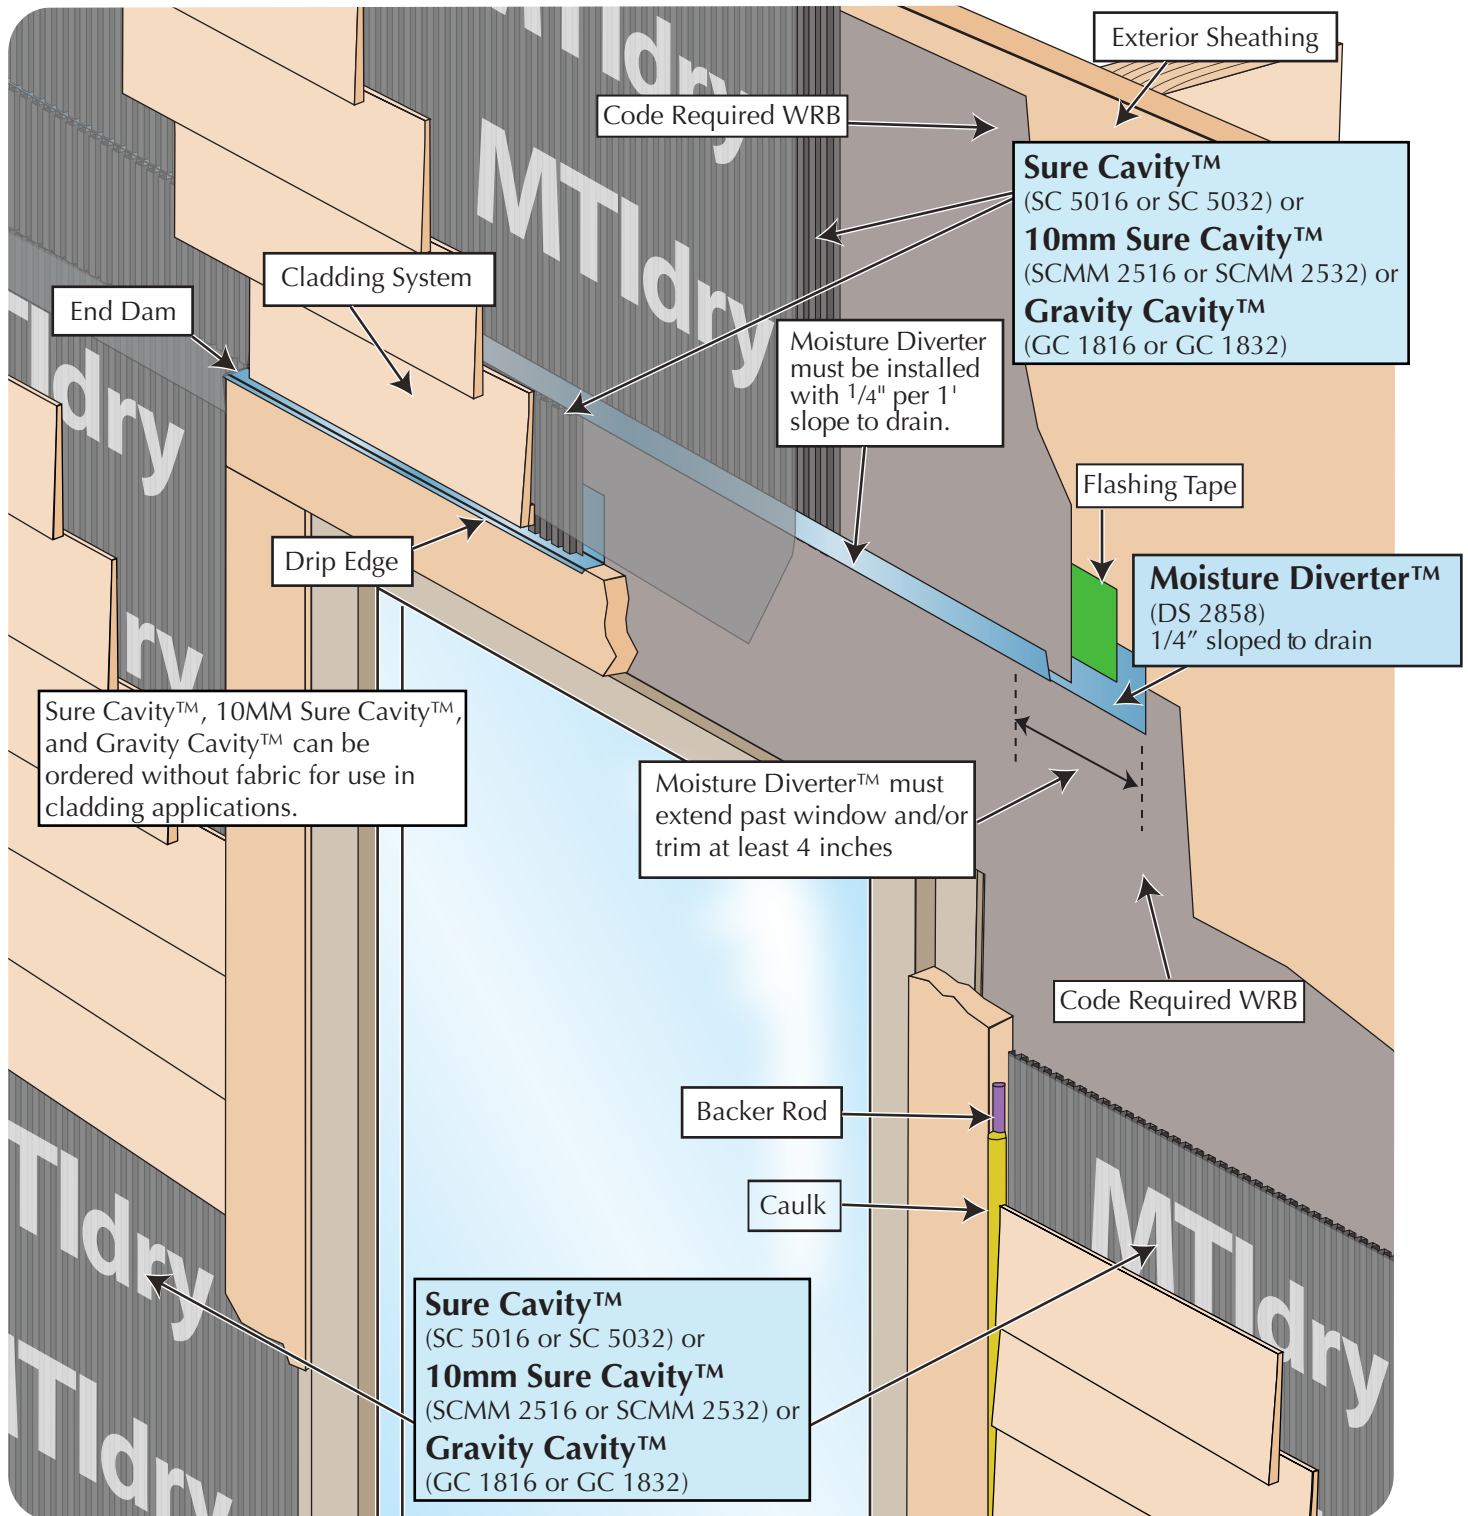 Exterior Sheathing
Code Required WRB
MTIdry
MTIdry
Sure Cavity™
(SC 5016 or SC 5032) or
10mm Sure Cavity™
(SCMM 2516 or SCMM 2532) or
Gravity Cavity™
(GC 1816 or GC 1832)
Cladding System
End Dam
Moisture Diverter
must be installed
with 1/4" per 1'
slope to drain.
TIdry
Flashing Tape
Drip Edge
Moisture Diverter™
(DS 2858)
1/4” sloped to drain
ry
Sure Cavity™, 10MM Sure Cavity™,
and Gravity Cavity™ can be
ordered without fabric for use in
cladding applications.
Moisture Diverter™ must
extend past window and/or
trim at least 4 inches
Code Required WRB
Backer Rod
Caulk
MTIdry
TIdry
Sure Cavity™
(SC 5016 or SC 5032) or
10mm Sure Cavity™
(SCMM 2516 or SCMM 2532) or
Gravity Cavity™
(GC 1816 or GC 1832)
TIdry